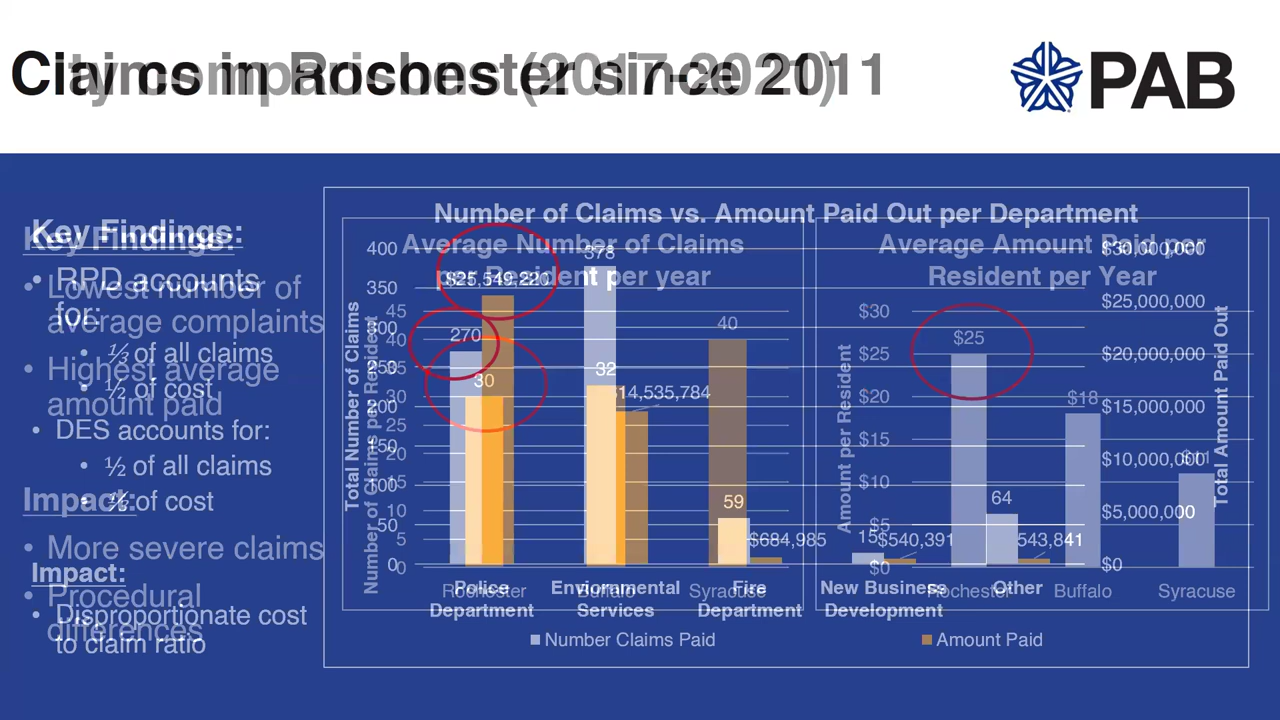 Claims in Rochester since 2011
City comparisons (2017-2021)
PAB
Key Findings:
• RPD accounts for:
• ⅓ of all claims
• ½ of cost
• DES accounts for:
• ½ of all claims
• ⅓ of cost
Impact:
• Disproportionate cost
to claim ratio
Key Findings:
• Lowest number of
average complaints
• Highest average
amount paid
Impact:
• More severe claims
• Procedural
differences
Number of Claims vs. Amount Paid Out per Department
Total Number of Claims
400
350
300
250
200
150
100
50
0
270
$25,549,220
378
$14,535,784
59
$684,985
15
$540,391
64
543,841
$30,000,000
$25,000,000
$20,000,000
$15,000,000
$10,000,000
$5,000,000
$0
Total Amount Paid Out
Police
Department
Environmental
Services
Fire
Department
New Business
Development
Other
Number Claims Paid
Amount Paid
Average Number of Claims
per Resident per year
Number of Claims per Resident
45
40
35
30
25
20
15
10
5
0
30
32
40
Rochester
Buffalo
Syracuse
Average Amount Paid per
Resident per Year
Amount per Resident
$30
$25
$20
$15
$10
$5
$0
$25
$18
$11
Rochester
Buffalo
Syracuse